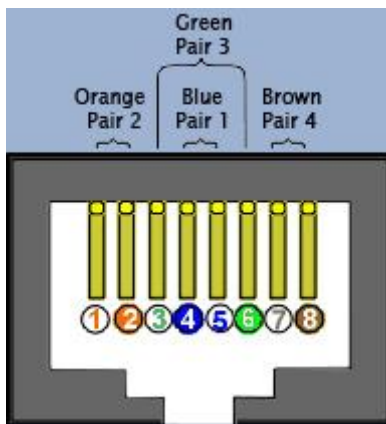 Green
Pair 3
Orange Blue Brown
Pair 2 Pair 1 Pair 4
1 2 3 4 5 6 7 8